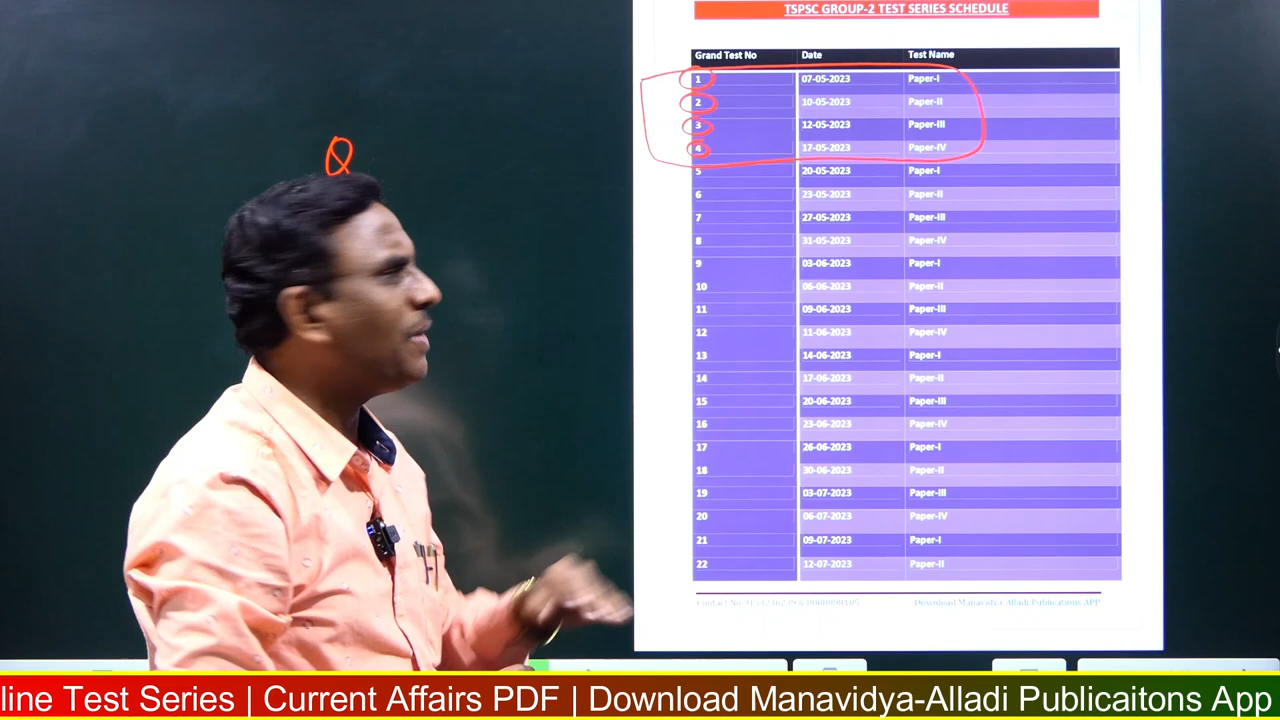 TSPSC GROUP-2 TEST SERIES SCHEDULE
Grand Test No Date Test Name
1 07-05-2023 Paper-I
2 10-05-2023 Paper-II
3 12-05-2023 Paper-III
4 17-05-2023 Paper-IV
5 20-05-2023 Paper-I
6 23-05-2023 Paper-II
7 27-05-2023 Paper-III
8 31-05-2023 Paper-IV
9 03-06-2023 Paper-I
10 06-06-2023 Paper-II
11 09-06-2023 Paper-III
12 11-06-2023 Paper-IV
13 14-06-2023 Paper-I
14 17-06-2023 Paper-II
15 20-06-2023 Paper-III
16 23-06-2023 Paper-IV
17 26-06-2023 Paper-I
18 30-06-2023 Paper-II
19 03-07-2023 Paper-III
20 06-07-2023 Paper-IV
21 09-07-2023 Paper-I
22 12-07-2023 Paper-II
Contact No Download Manavidya-Alladi Publications APP
line Test Series | Current Affairs PDF | Download Manavidya-Alladi Publicaitons App